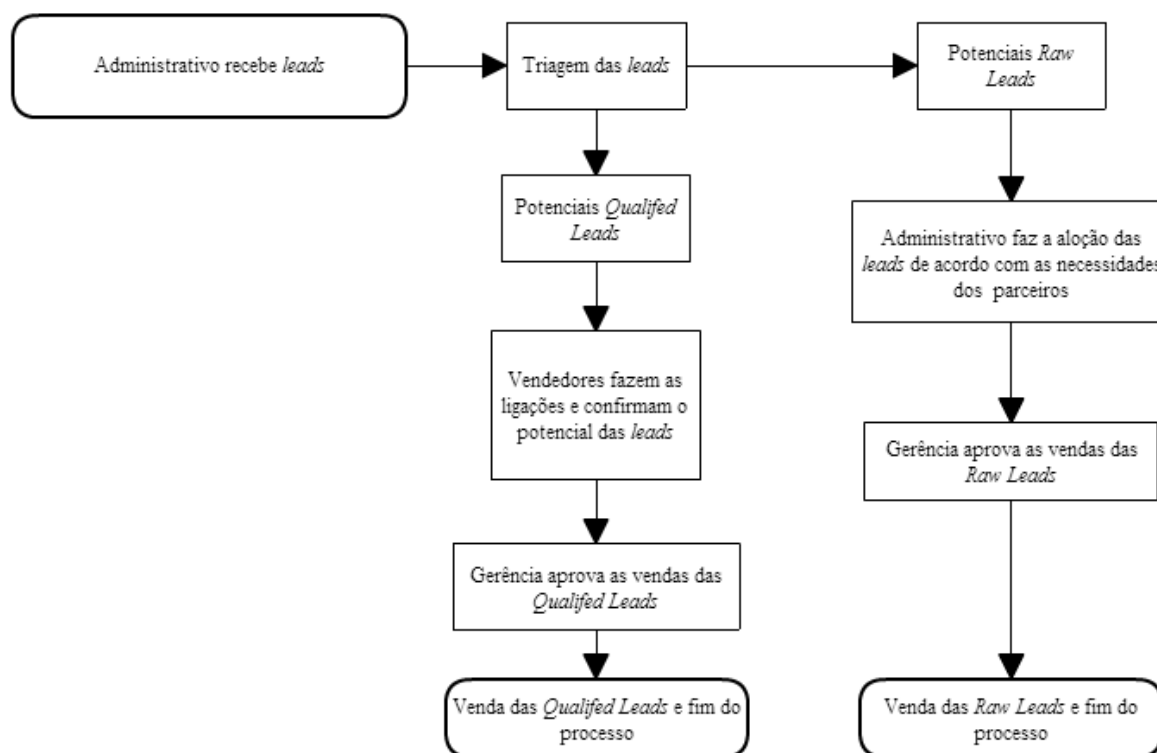 Administrativo recebe leads
Triagem das leads
Potenciais Raw
Leads
Potenciais Qualifed
Leads
Administrativo faz a aloção das
leads de acordo com as necessidades
dos parceiros
Vendedores fazem as
ligações e confirmam o
potencial das leads
Gerência aprova as vendas das
Raw Leads
Gerência aprova as vendas das
Qualifed Leads
Venda das Qualifed Leads e fim do
processo
Venda das Raw Leads e fim do
processo